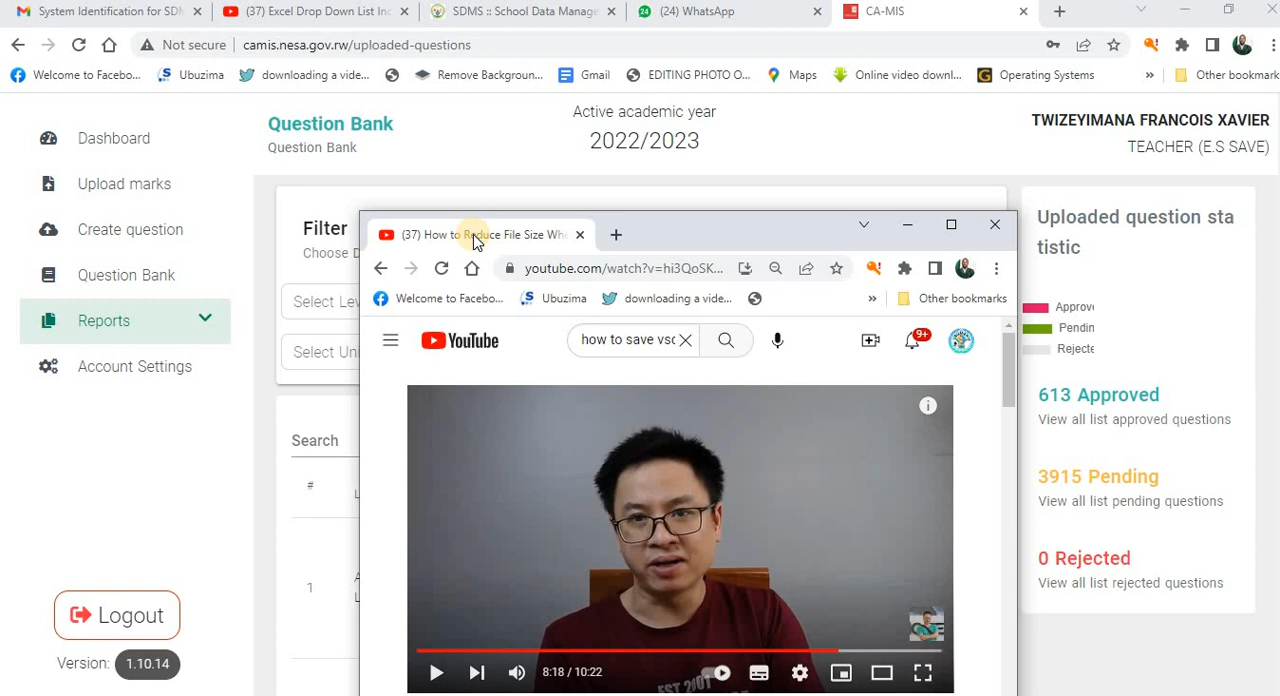 System Identification for SDM
(37) Excel Drop Down List Inc
SDMS :: School Data Manage
(24) WhatsApp
CA-MIS
Not secure
camis.nesa.gov.rw/uploaded-questions
Welcome to Facebo...
Ubuzima
downloading a vide...
Remove Backgroun...
Gmail
EDITING PHOTO O...
Maps
Online video downl...
Operating Systems
»
Other bookmark
Dashboard
Upload marks
Create question
Question Bank
Reports
Account Settings
Logout
Version:
1.10.14
Question Bank
Question Bank
Active academic year
2022/2023
TWIZEYIMANA FRANCOIS XAVIER
TEACHER (E.S SAVE)
Filter
Choose D
Select Lev
Select Uni
Search
#
1
(37) How to Reduce File Size Whe
youtube.com/watch?v=hi3QoSK...
Welcome to Facebo...
Ubuzima
downloading a vide...
»
Other bookmarks
YouTube
how to save vsc
9+
8:18 / 10:22
Uploaded question sta
tistic
Approve
Pendin
Rejecte
613 Approved
View all list approved questions
3915 Pending
View all list pending questions
0 Rejected
View all list rejected questions